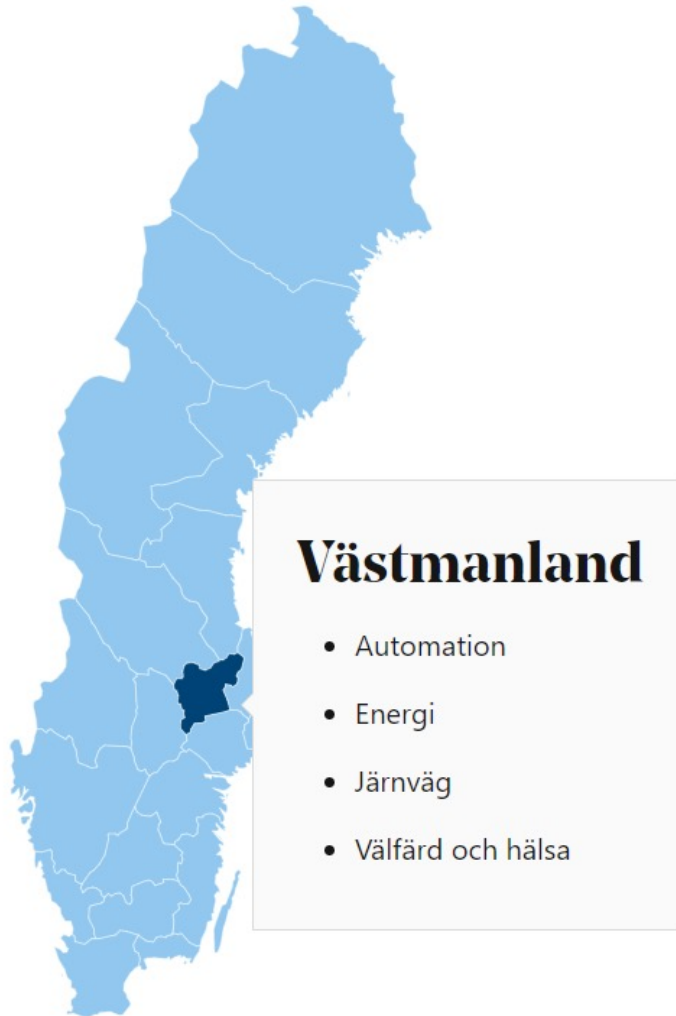 Västmanland
• Automation
• Energi
• Järnväg
• Välfärd och hälsa